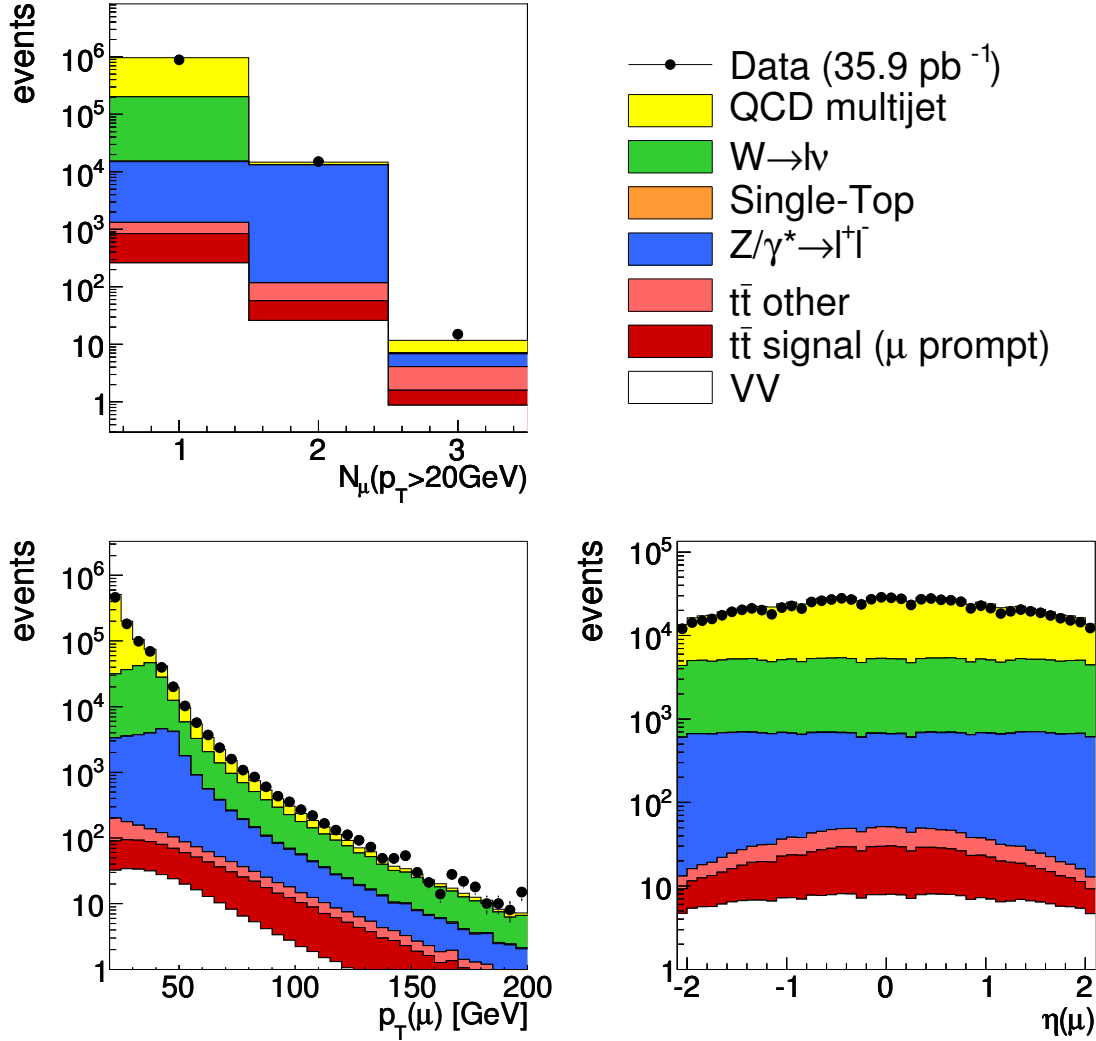 events
10⁶
10⁵
10⁴
10³
10²
10
1
1 2 3
N_μ(p_T>20GeV)
Data (35.9 pb ⁻¹)
QCD multijet
W→lν
Single-Top
Z/γ*→l⁺l⁻
tt̄ other
tt̄ signal (μ prompt)
VV
events
10⁶
10⁵
10⁴
10³
10²
10
1
50 100 150 200
p_T(μ) [GeV]
events
10⁵
10⁴
10³
10²
10
1
-2 -1 0 1 2
η(μ)